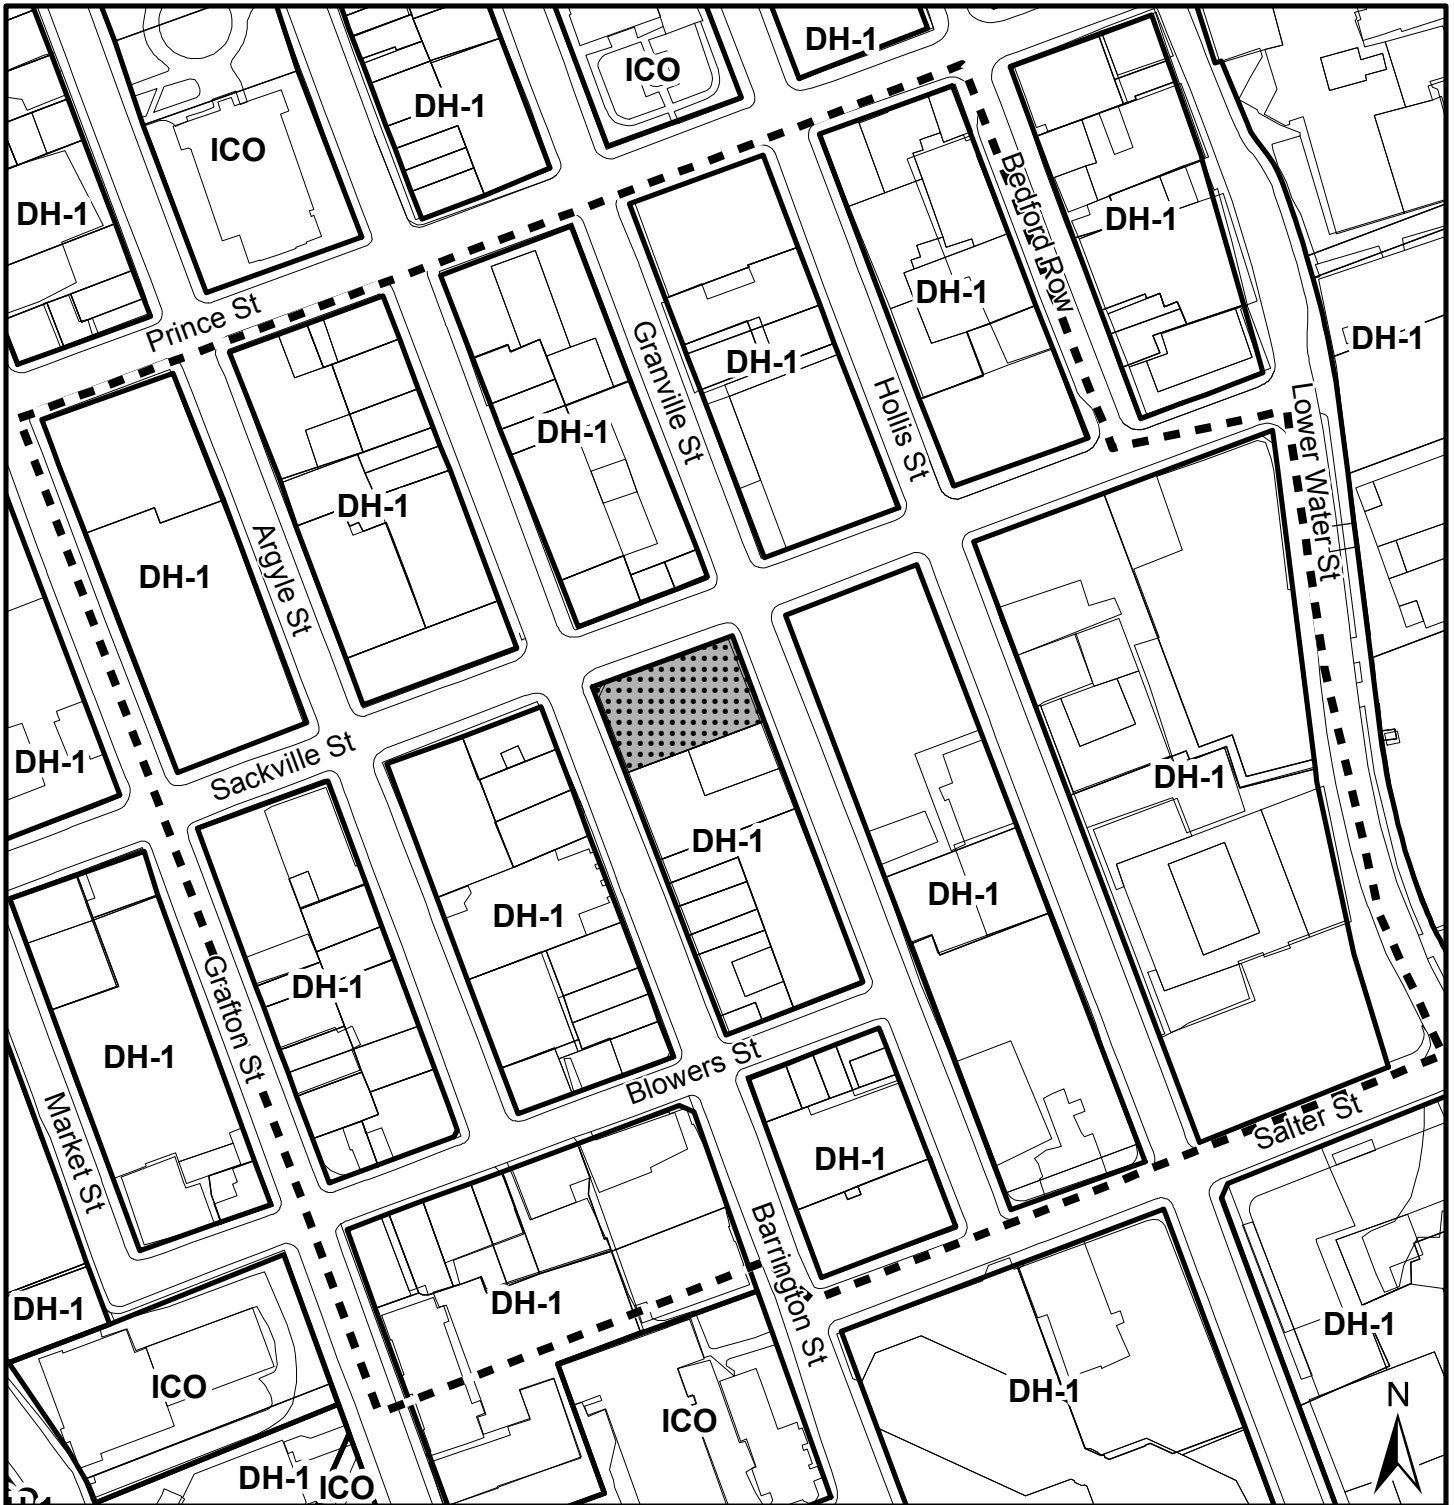 DH-1
ICO
DH-1
ICO
DH-1
DH-1
DH-1
Bedford Row
DH-1
DH-1
Prince St
Granville St
DH-1
Hollis St
DH-1
Lower Water St
DH-1
DH-1
Argyle St
DH-1
DH-1
Sackville St
DH-1
DH-1
DH-1
DH-1
Grafton St
DH-1
DH-1
Market St
Blowers St
DH-1
Salter St
Barrington St
DH-1
DH-1
DH-1
ICO
DH-1
ICO
N
DH-1
ICO